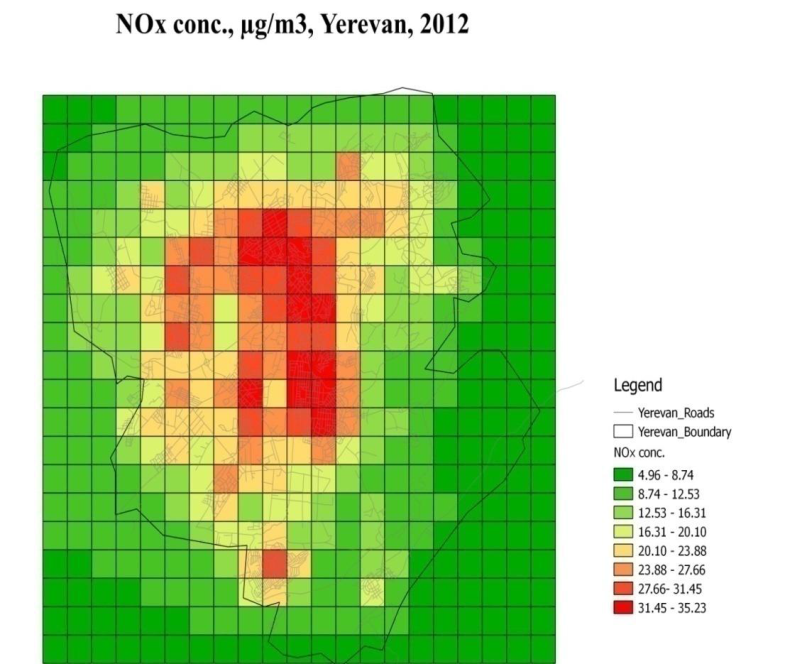 NOx conc., µg/m3, Yerevan, 2012
Legend
Yerevan_Roads
Yerevan_Boundary
NOx conc.
4.96 - 8.74
8.74 - 12.53
12.53 - 16.31
16.31 - 20.10
20.10 - 23.88
23.88 - 27.66
27.66- 31.45
31.45 - 35.23